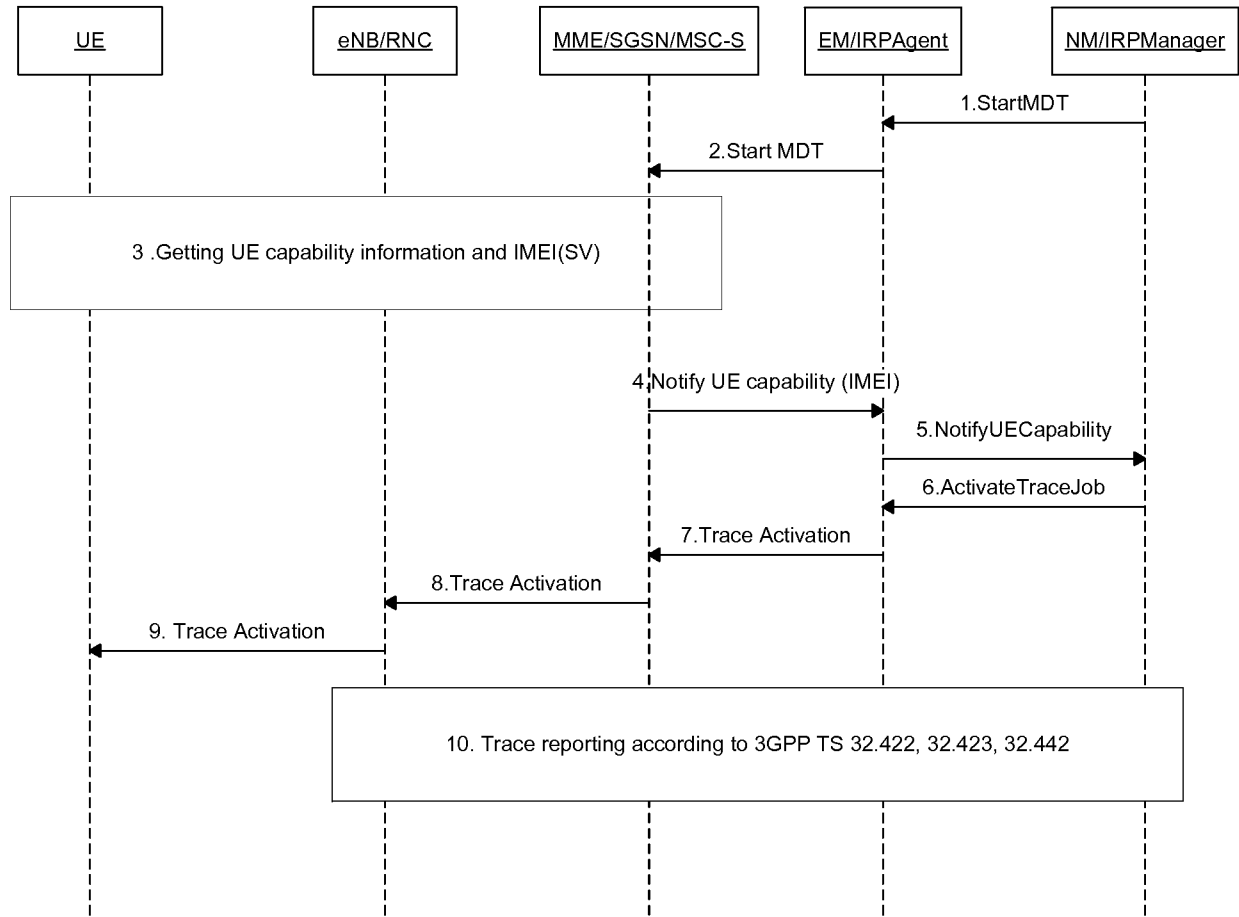 UE
eNB/RNC
MME/SGSN/MSC-S
EM/IRPAgent
NM/IRPManager
1.StartMDT
2.Start MDT
3 .Getting UE capability information and IMEI(SV)
4.Notify UE capability (IMEI)
5.NotifyUECapability
6.ActivateTraceJob
7.Trace Activation
8.Trace Activation
9. Trace Activation
10. Trace reporting according to 3GPP TS 32.422, 32.423, 32.442